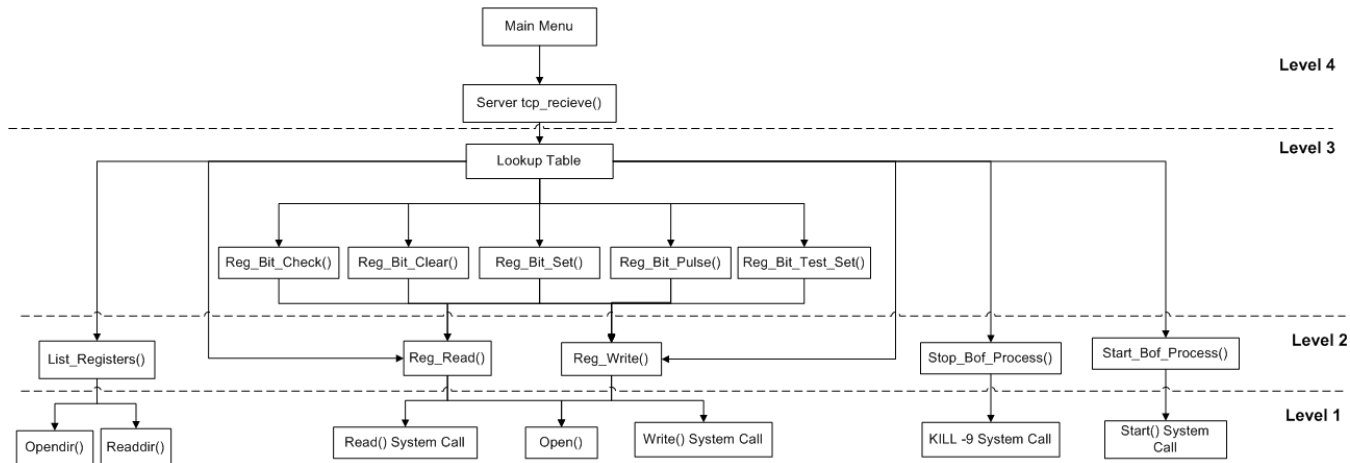 Main Menu
Level 4
Server tcp_recieve()
Level 3
Lookup Table
Reg_Bit_Check()
Reg_Bit_Clear()
Reg_Bit_Set()
Reg_Bit_Pulse()
Reg_Bit_Test_Set()
Level 2
List_Registers()
Reg_Read()
Reg_Write()
Stop_Bof_Process()
Start_Bof_Process()
Level 1
Opendir()
Readdir()
Read() System Call
Open()
Write() System Call
KILL -9 System Call
Start() System
Call